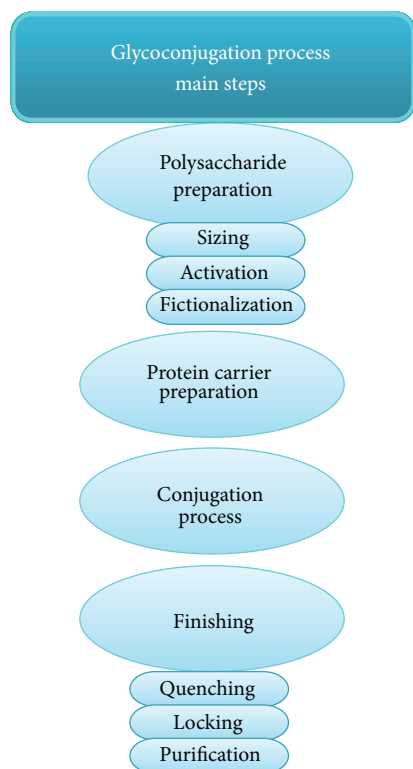 Glycoconjugation process
main steps
Polysaccharide
preparation
Sizing
Activation
Fictionalization
Protein carrier
preparation
Conjugation
process
Finishing
Quenching
Locking
Purification